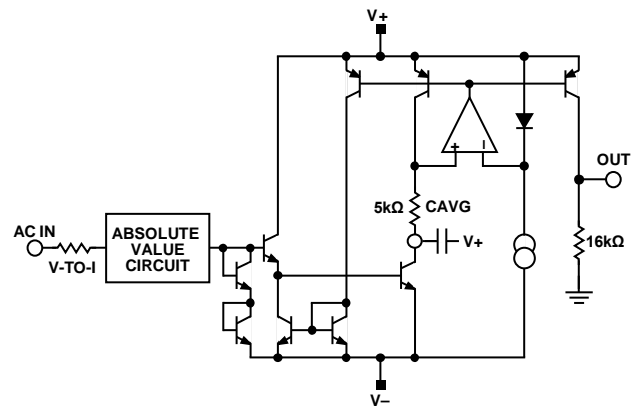 V+
OUT
5kΩ
CAVG
AC IN
ABSOLUTE
VALUE
CIRCUIT
V-TO-I
V+
16kΩ
+
–
V–